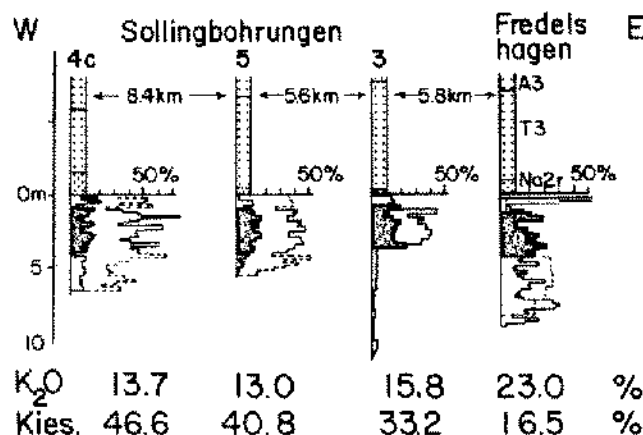 W Sollingbohrungen Fredelshagen E
4c 5 3
8.4km 5.6km 5.8km A3
T3
50% 50% 50% 50% Na2r
0m
5
10
K₂O 13.7 13.0 15.8 23.0 %
Kies. 46.6 40.8 33.2 16.5 %